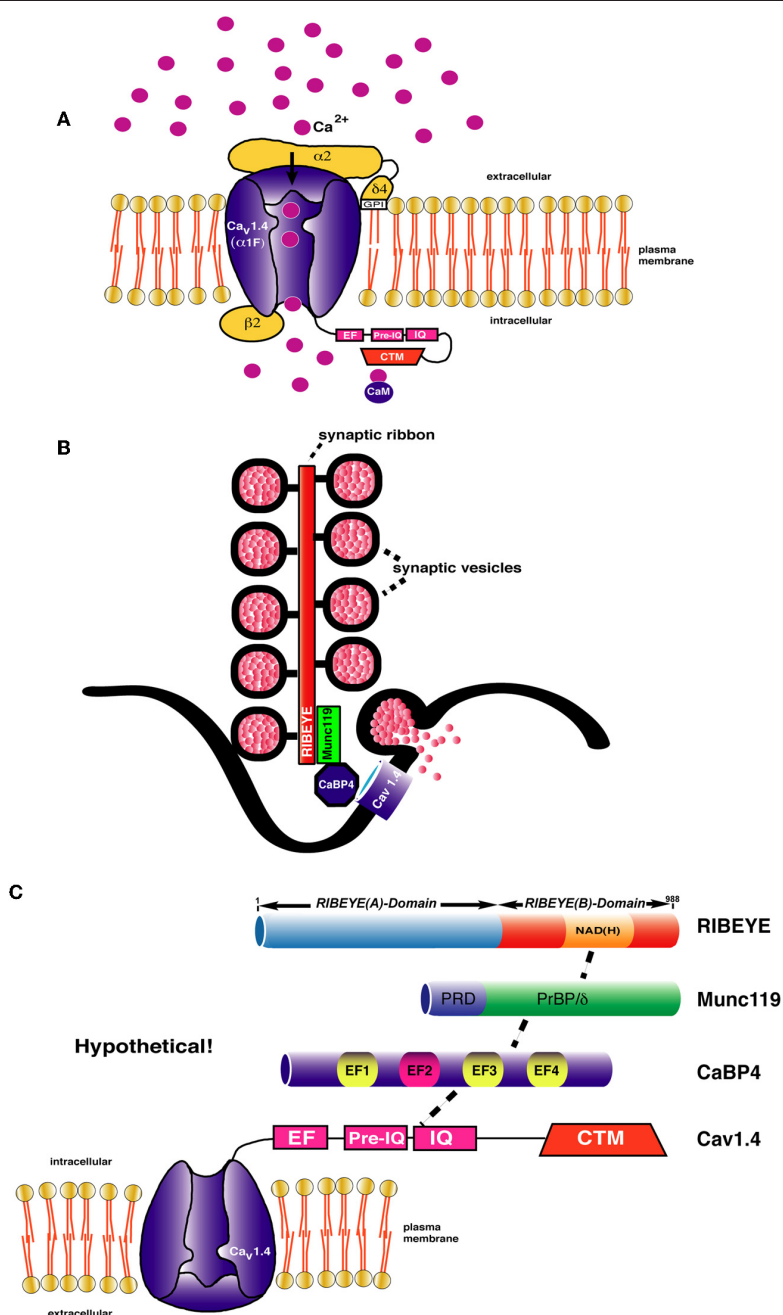 A
Ca2+
α2
extracellular
δ4
GPI
Cav1.4
(α1F)
plasma
membrane
β2
intracellular
EF
Pre-IQ
IQ
CTM
CaM
B
synaptic ribbon
synaptic vesicles
RIBEYE
Munc119
CaBP4
Cav 1.4
C
1
RIBEYE(A)-Domain
RIBEYE(B)-Domain
988
NAD(H)
RIBEYE
PRD
PrBP/δ
Munc119
Hypothetical!
EF1
EF2
EF3
EF4
CaBP4
EF
Pre-IQ
IQ
CTM
Cav1.4
intracellular
Cav1.4
plasma
membrane
extracellular